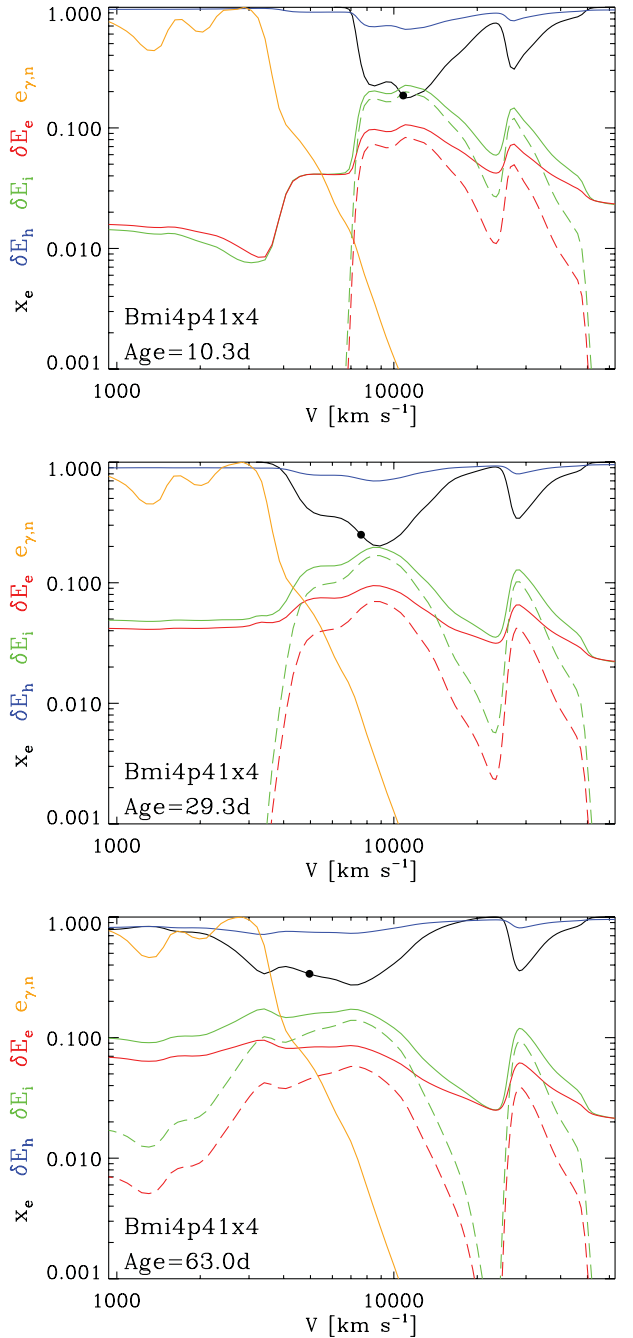 x_e δE_h δE_i δE_e e_γ,n
1.000
0.100
0.010
0.001
Bmi4p41x4
Age=10.3d
1000 10000
V [km s⁻¹]
x_e δE_h δE_i δE_e e_γ,n
1.000
0.100
0.010
0.001
Bmi4p41x4
Age=29.3d
1000 10000
V [km s⁻¹]
x_e δE_h δE_i δE_e e_γ,n
1.000
0.100
0.010
0.001
Bmi4p41x4
Age=63.0d
1000 10000
V [km s⁻¹]